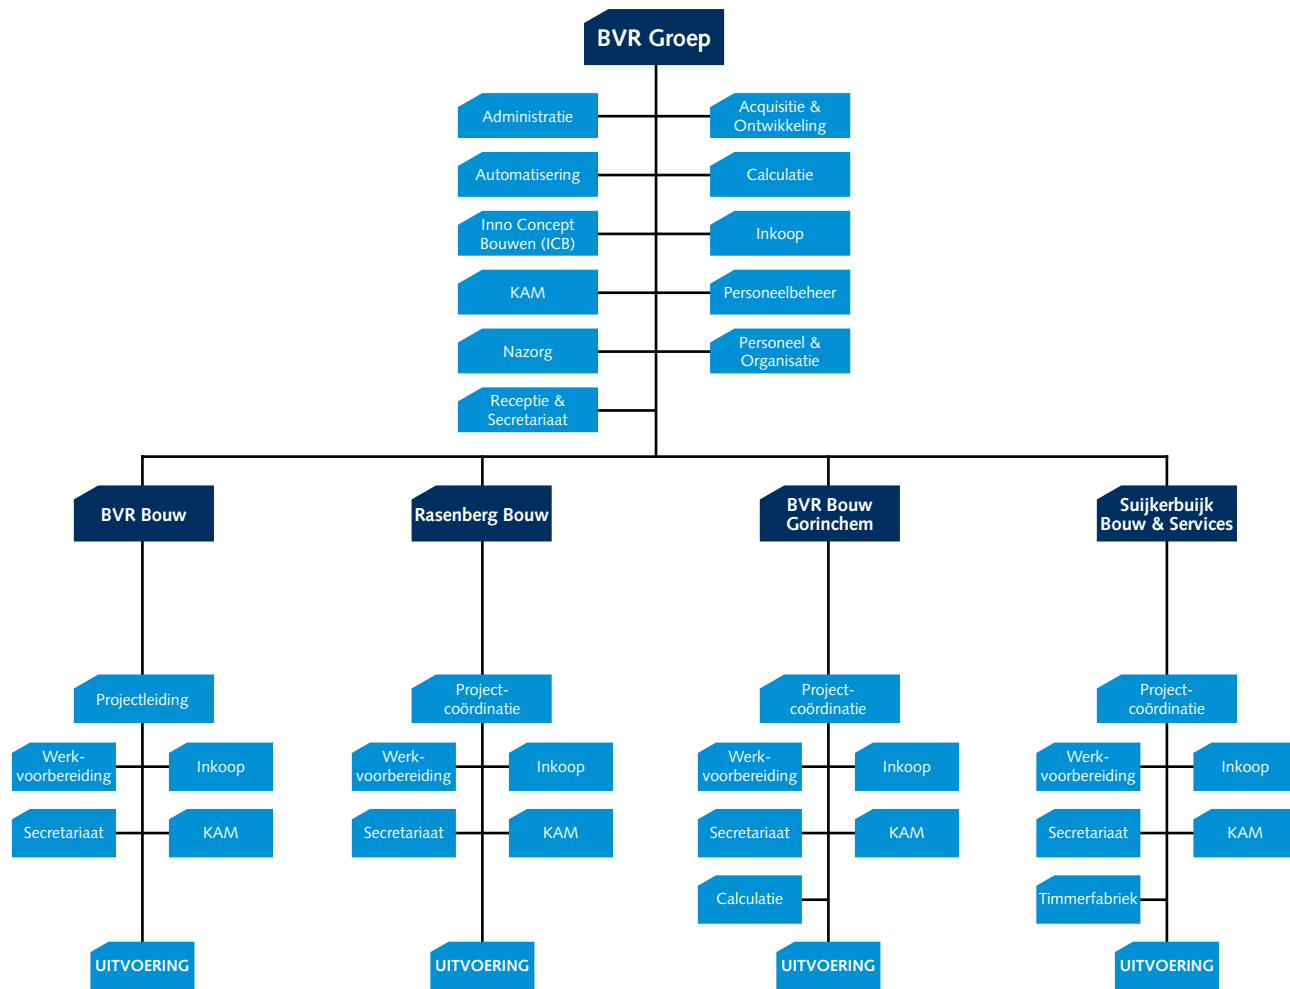 BVR Groep
Administratie
Acquisitie &
Ontwikkeling
Automatisering
Calculatie
Inno Concept
Bouwen (ICB)
Inkoop
KAM
Personeelbeheer
Nazorg
Personeel &
Organisatie
Receptie &
Secretariaat
BVR Bouw
Rasenberg Bouw
BVR Bouw
Gorinchem
Suijkerbuijk
Bouw & Services
Projectleiding
Project-
coördinatie
Project-
coördinatie
Project-
coördinatie
Werk-
voorbereiding
Inkoop
Werk-
voorbereiding
Inkoop
Werk-
voorbereiding
Inkoop
Werk-
voorbereiding
Inkoop
Secretariaat
KAM
Secretariaat
KAM
Secretariaat
KAM
Secretariaat
KAM
Calculatie
Timmerfabriek
UITVOERING
UITVOERING
UITVOERING
UITVOERING